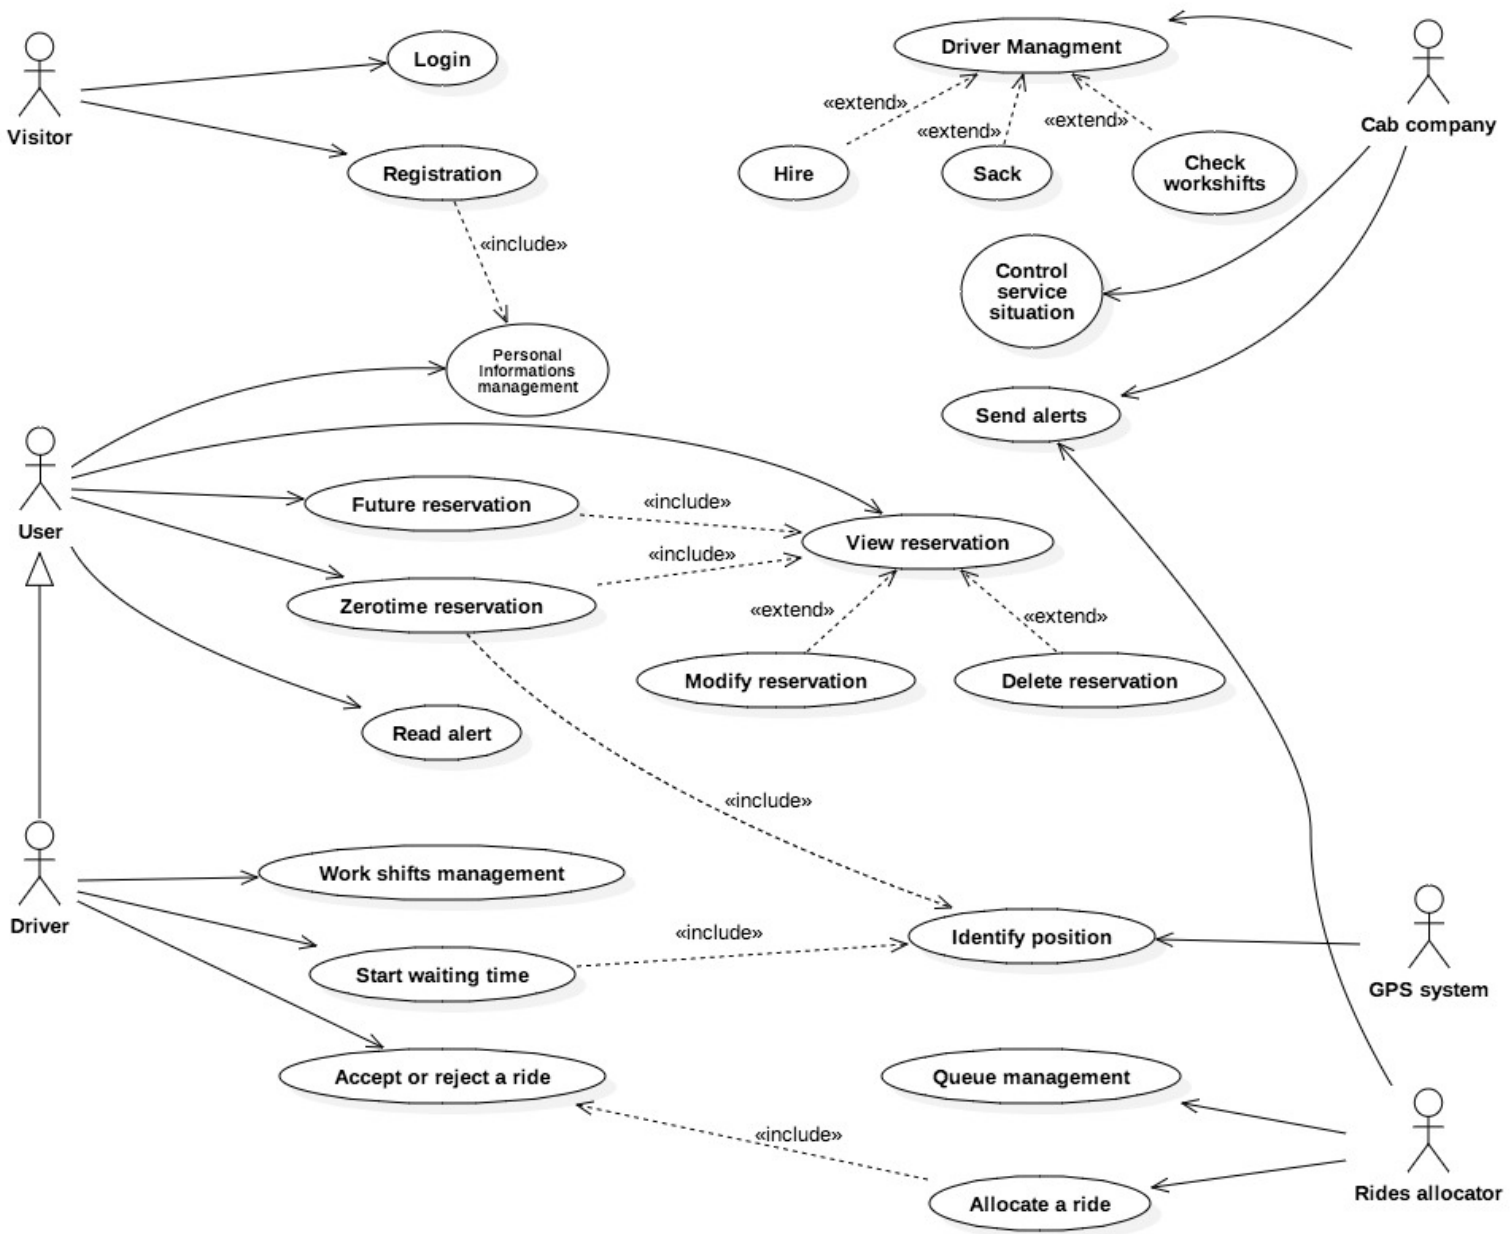 Login
Visitor
Registration
«include»
Driver Managment
Cab company
«extend»
«extend»
«extend»
Hire
Sack
Check
workshifts
Control
service
situation
Personal
Informations
management
Send alerts
User
Future reservation
«include»
View reservation
Zerotime reservation
«include»
«extend»
«extend»
Modify reservation
Delete reservation
Read alert
«include»
Driver
Work shifts management
Start waiting time
«include»
Identify position
GPS system
Accept or reject a ride
Queue management
«include»
Allocate a ride
Rides allocator